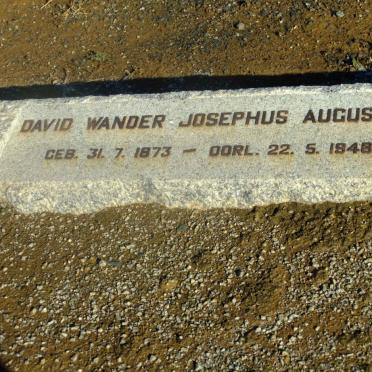 DAVID WANDER JOSEPHUS AUGUS
GEB. 31. 7. 1873 — OORL. 22. 5. 1948